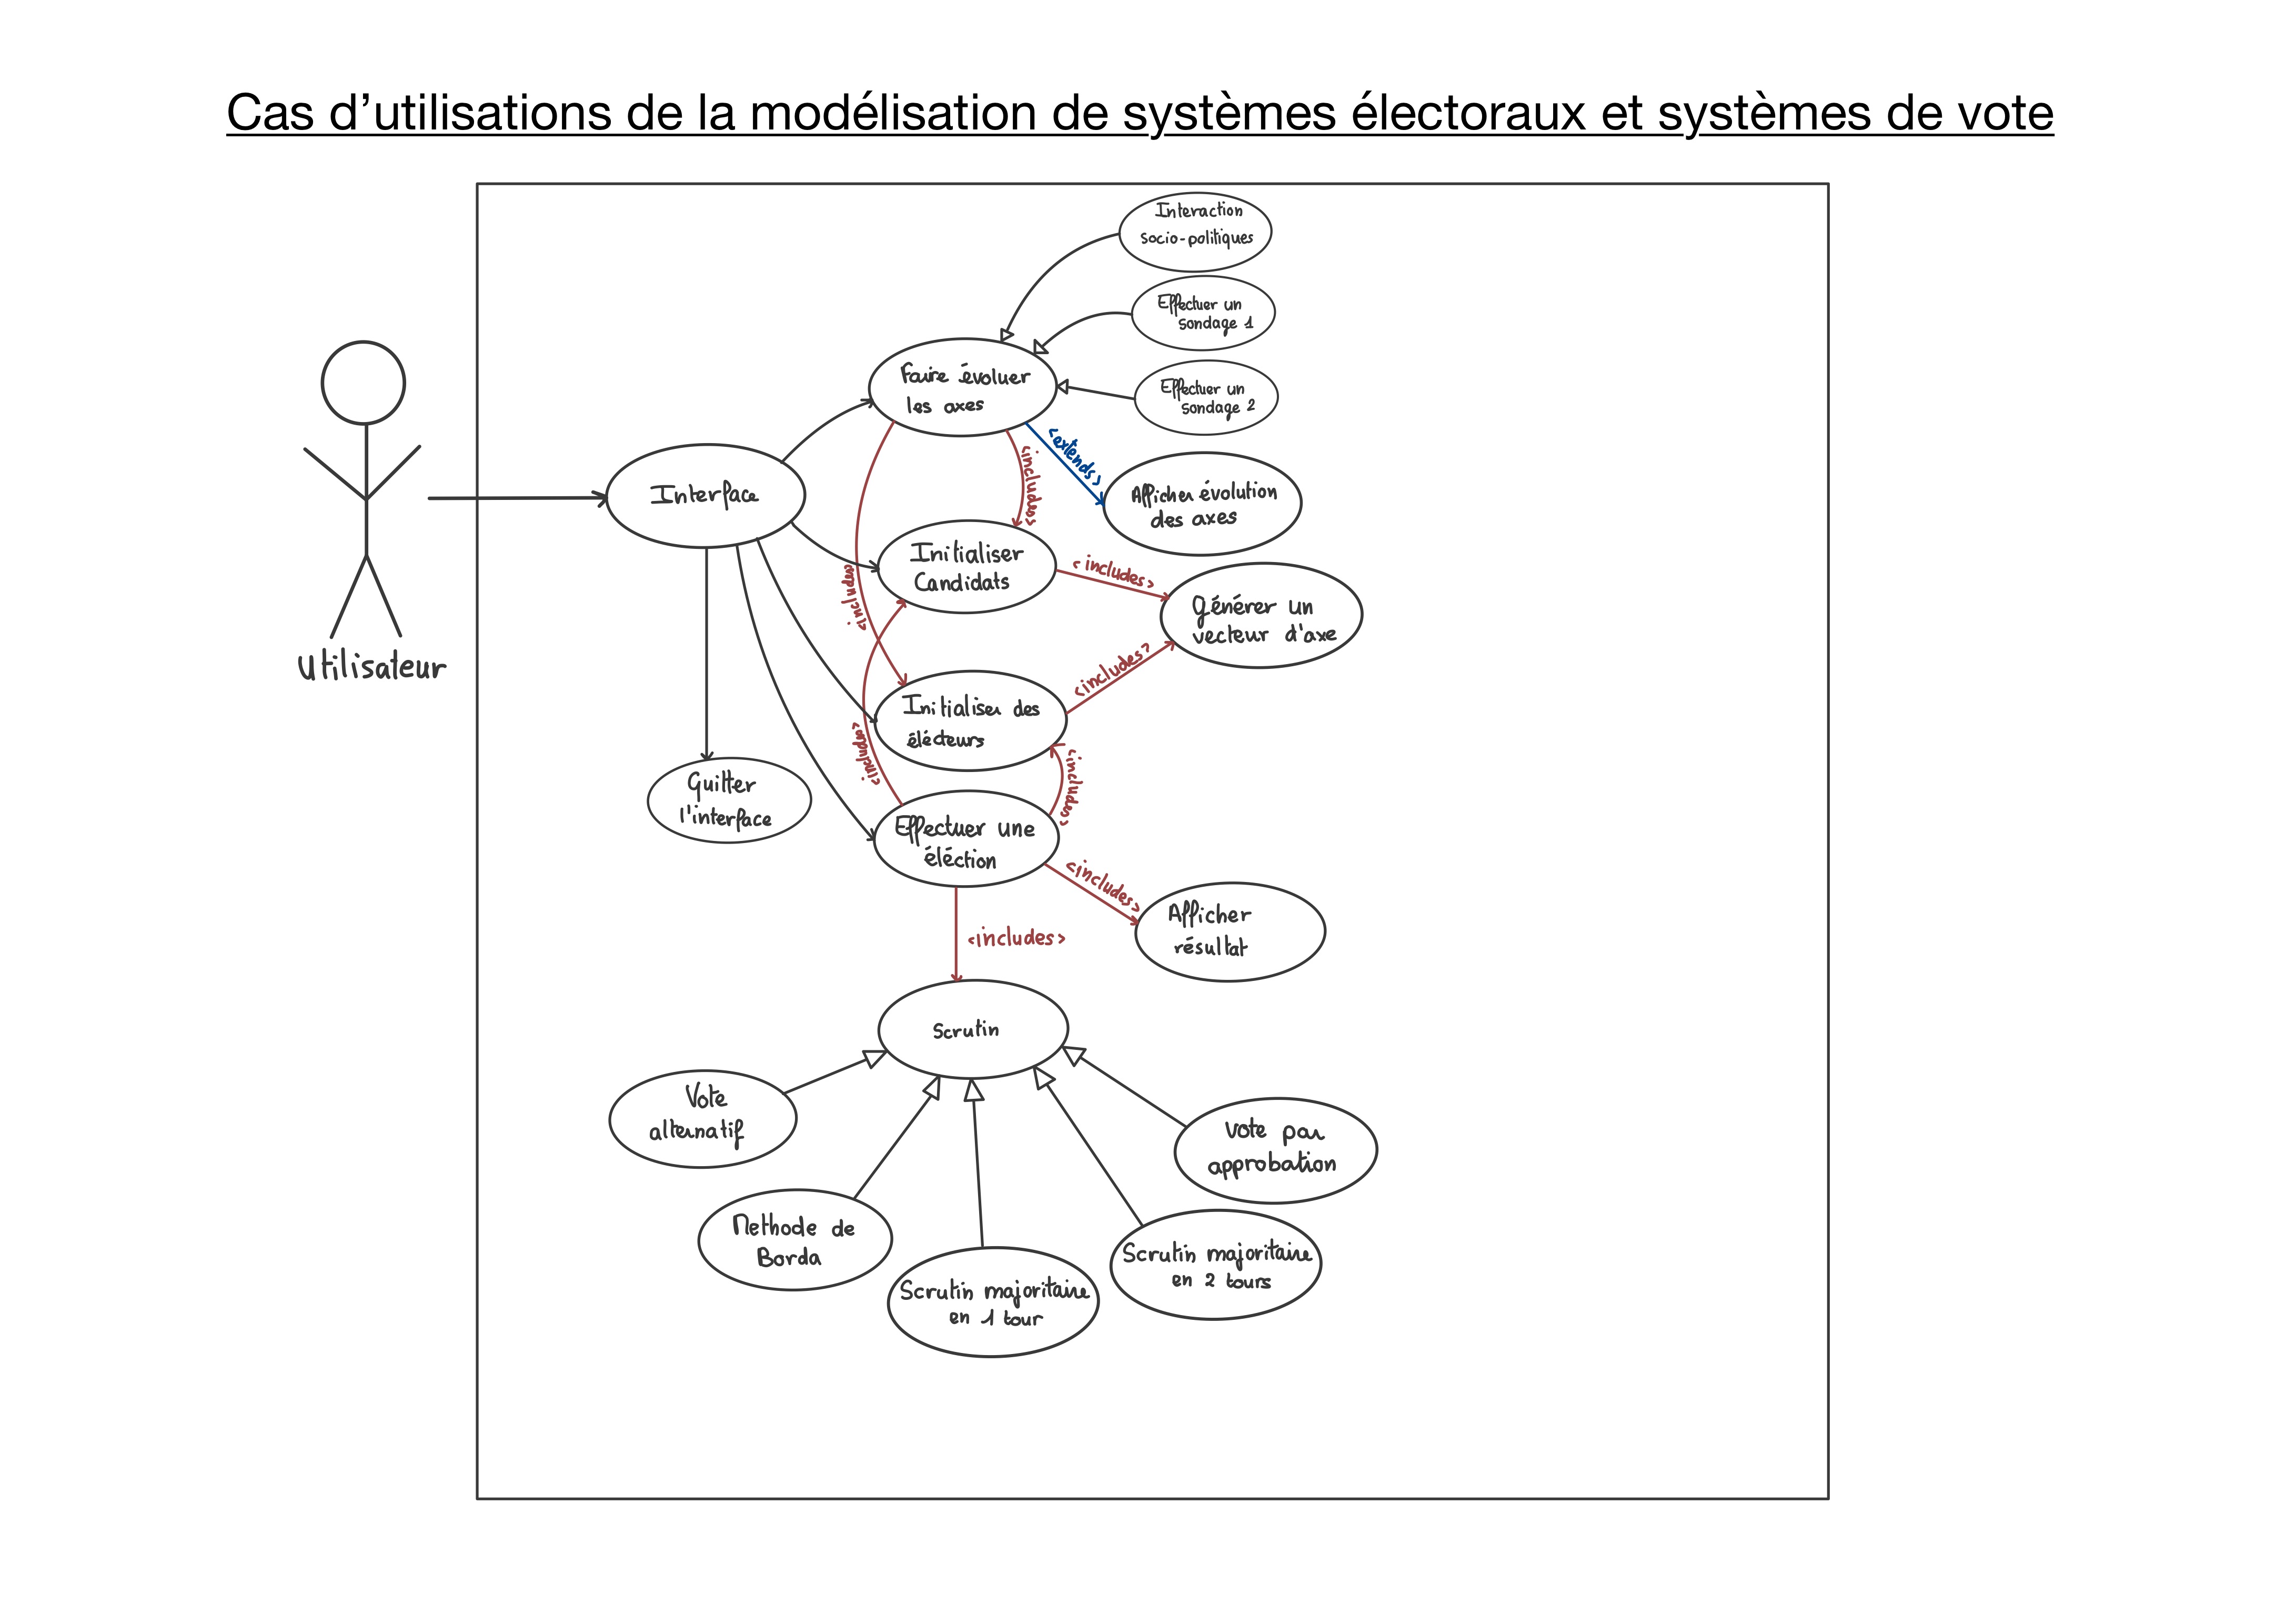 Cas d’utilisations de la modélisation de systèmes électoraux et systèmes de vote
Interaction
socio-politiques
Effectuer un
sondage 1
Effectuer un
sondage 2
Faire évoluer
les axes
<extends>
<includes>
Afficher évolution
des axes
Interface
Initialiser
Candidats
<includes>
<includes>
Générer un
vecteur d'axe
Utilisateur
<includes>
Initialiser des
élécteurs
<includes>
<includes>
Quitter
l'interface
Effectuer une
éléction
<includes>
Afficher
résultat
<includes>
Scrutin
Vote
alternatif
Vote par
approbation
Methode de
Borda
Scrutin majoritaire
en 2 tours
Scrutin majoritaire
en 1 tour